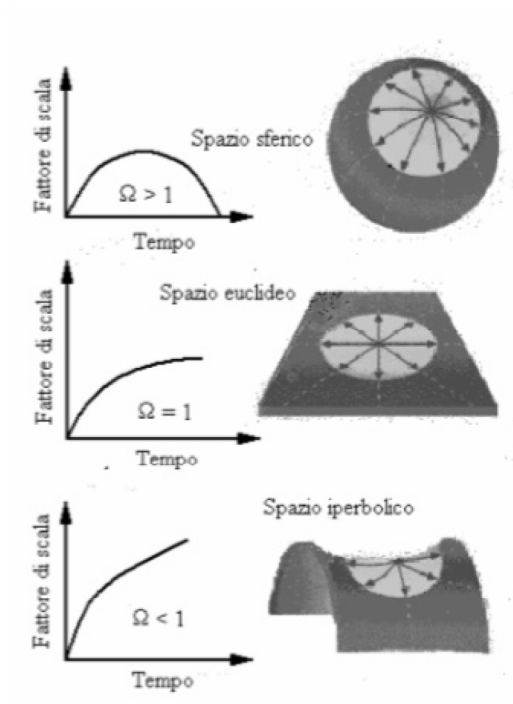 Fattore di scala
Spazio sferico
Ω > 1
Tempo
Fattore di scala
Spazio euclideo
Ω = 1
Tempo
Fattore di scala
Spazio iperbolico
Ω < 1
Tempo